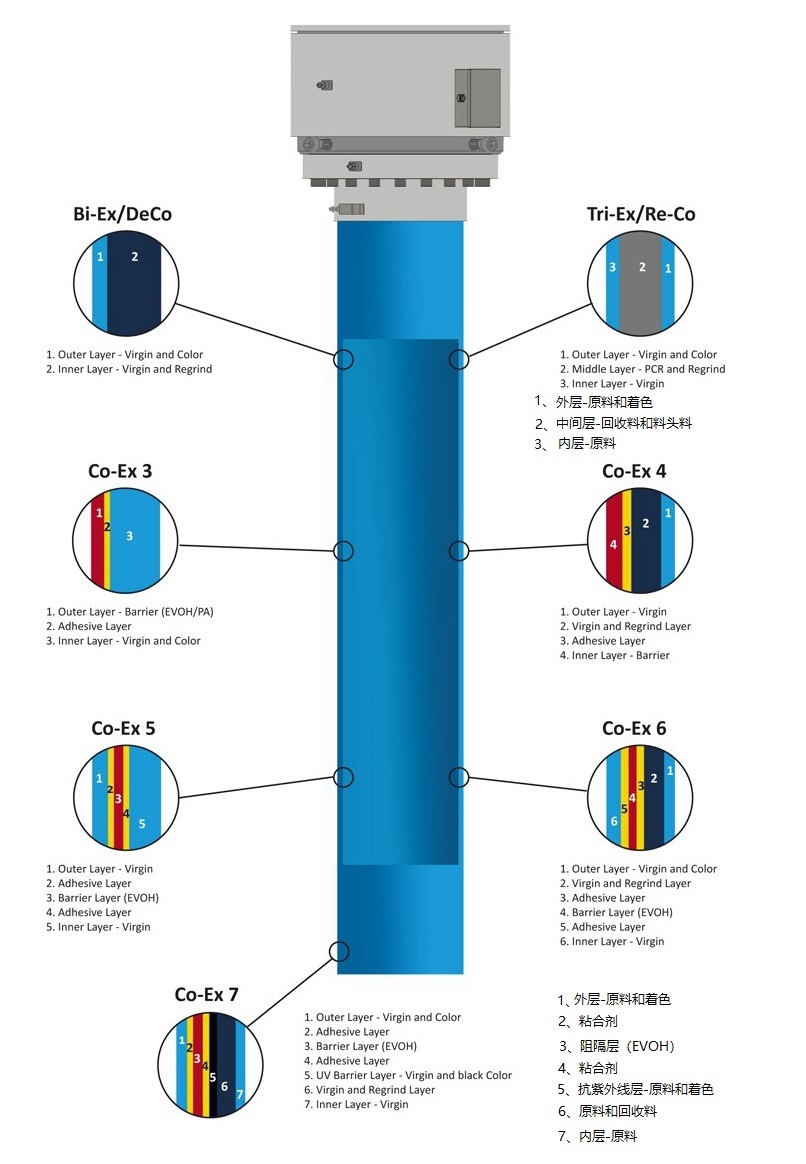 Bi-Ex/DeCo
1
2
1. Outer Layer - Virgin and Color
2. Inner Layer - Virgin and Regrind
Tri-Ex/Re-Co
3
2
1
1. Outer Layer - Virgin and Color
2. Middle Layer - PCR and Regrind
3. Inner Layer - Virgin
1、外层-原料和着色
2、中间层-回收料和料头料
3、内层-原料
Co-Ex 3
1
2
3
1. Outer Layer - Barrier (EVOH/PA)
2. Adhesive Layer
3. Inner Layer - Virgin and Color
Co-Ex 4
4
3
2
1
1. Outer Layer - Virgin
2. Virgin and Regrind Layer
3. Adhesive Layer
4. Inner Layer - Barrier
Co-Ex 5
1
2
3
4
5
1. Outer Layer - Virgin
2. Adhesive Layer
3. Barrier Layer (EVOH)
4. Adhesive Layer
5. Inner Layer - Virgin
Co-Ex 6
6
5
4
3
2
1
1. Outer Layer - Virgin and Color
2. Virgin and Regrind Layer
3. Adhesive Layer
4. Barrier Layer (EVOH)
5. Adhesive Layer
6. Inner Layer - Virgin
Co-Ex 7
1
2
3
4
5
6
7
1. Outer Layer - Virgin and Color
2. Adhesive Layer
3. Barrier Layer (EVOH)
4. Adhesive Layer
5. UV Barrier Layer - Virgin and black Color
6. Virgin and Regrind Layer
7. Inner Layer - Virgin
1、外层-原料和着色
2、粘合剂
3、阻隔层（EVOH）
4、粘合剂
5、抗紫外线层-原料和着色
6、原料和回收料
7、内层-原料